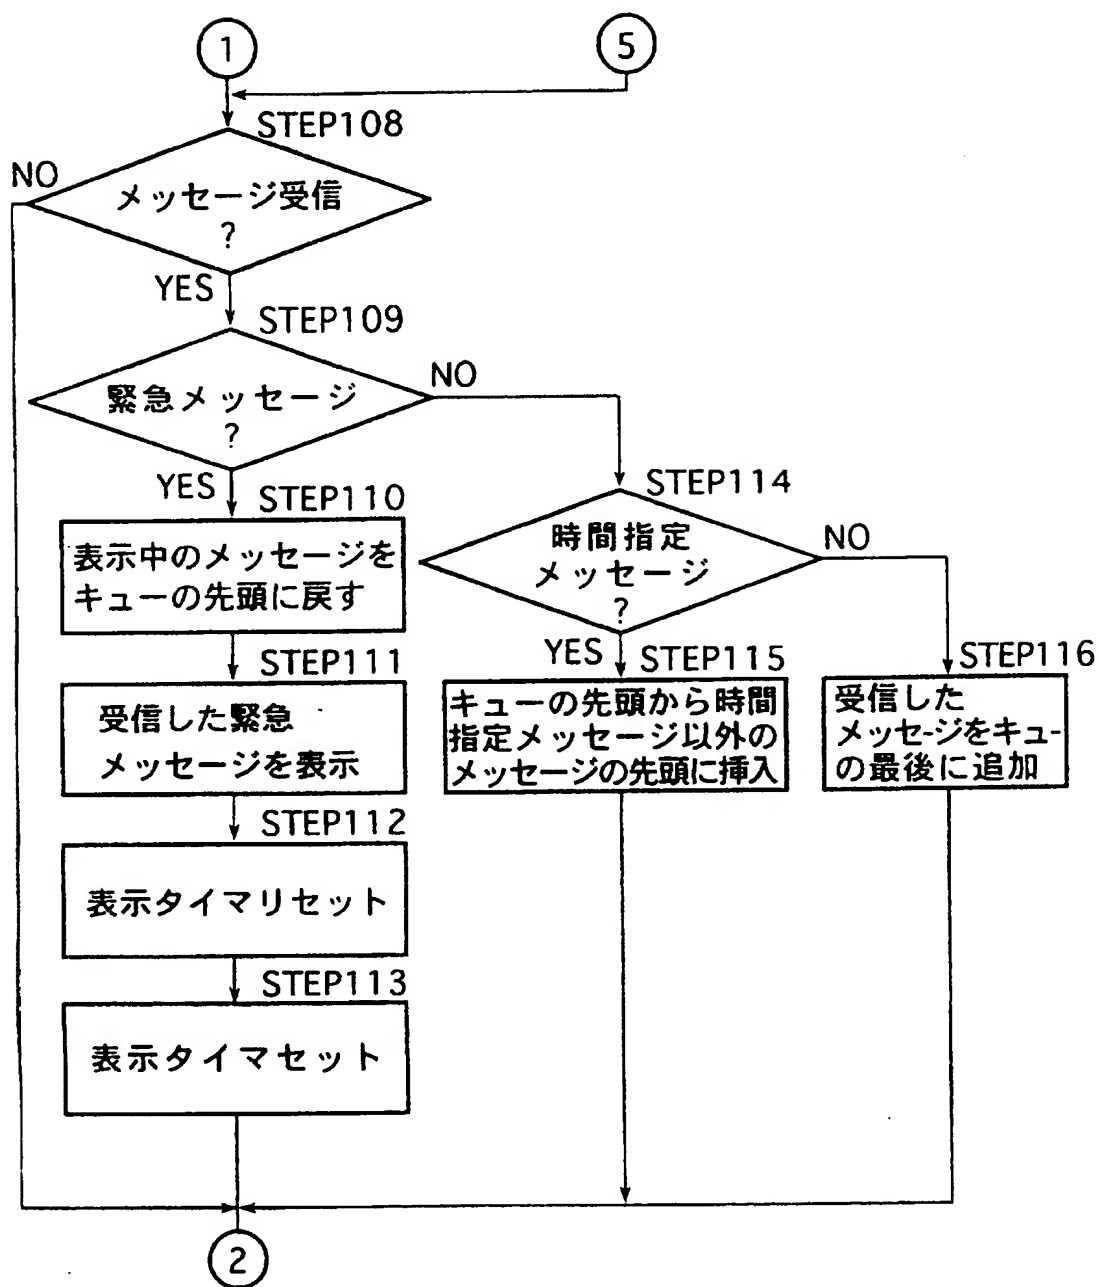 1
5
STEP108
NO
メッセージ受信
?
YES
STEP109
緊急メッセージ
?
NO
YES
STEP110
表示中のメッセージを
キューの先頭に戻す
STEP111
受信した緊急
メッセージを表示
STEP112
表示タイマリセット
STEP113
表示タイマセット
STEP114
時間指定
メッセージ
?
NO
YES
STEP115
キューの先頭から時間
指定メッセージ以外の
メッセージの先頭に挿入
STEP116
受信した
メッセ-ジをキュ-
の最後に追加
2